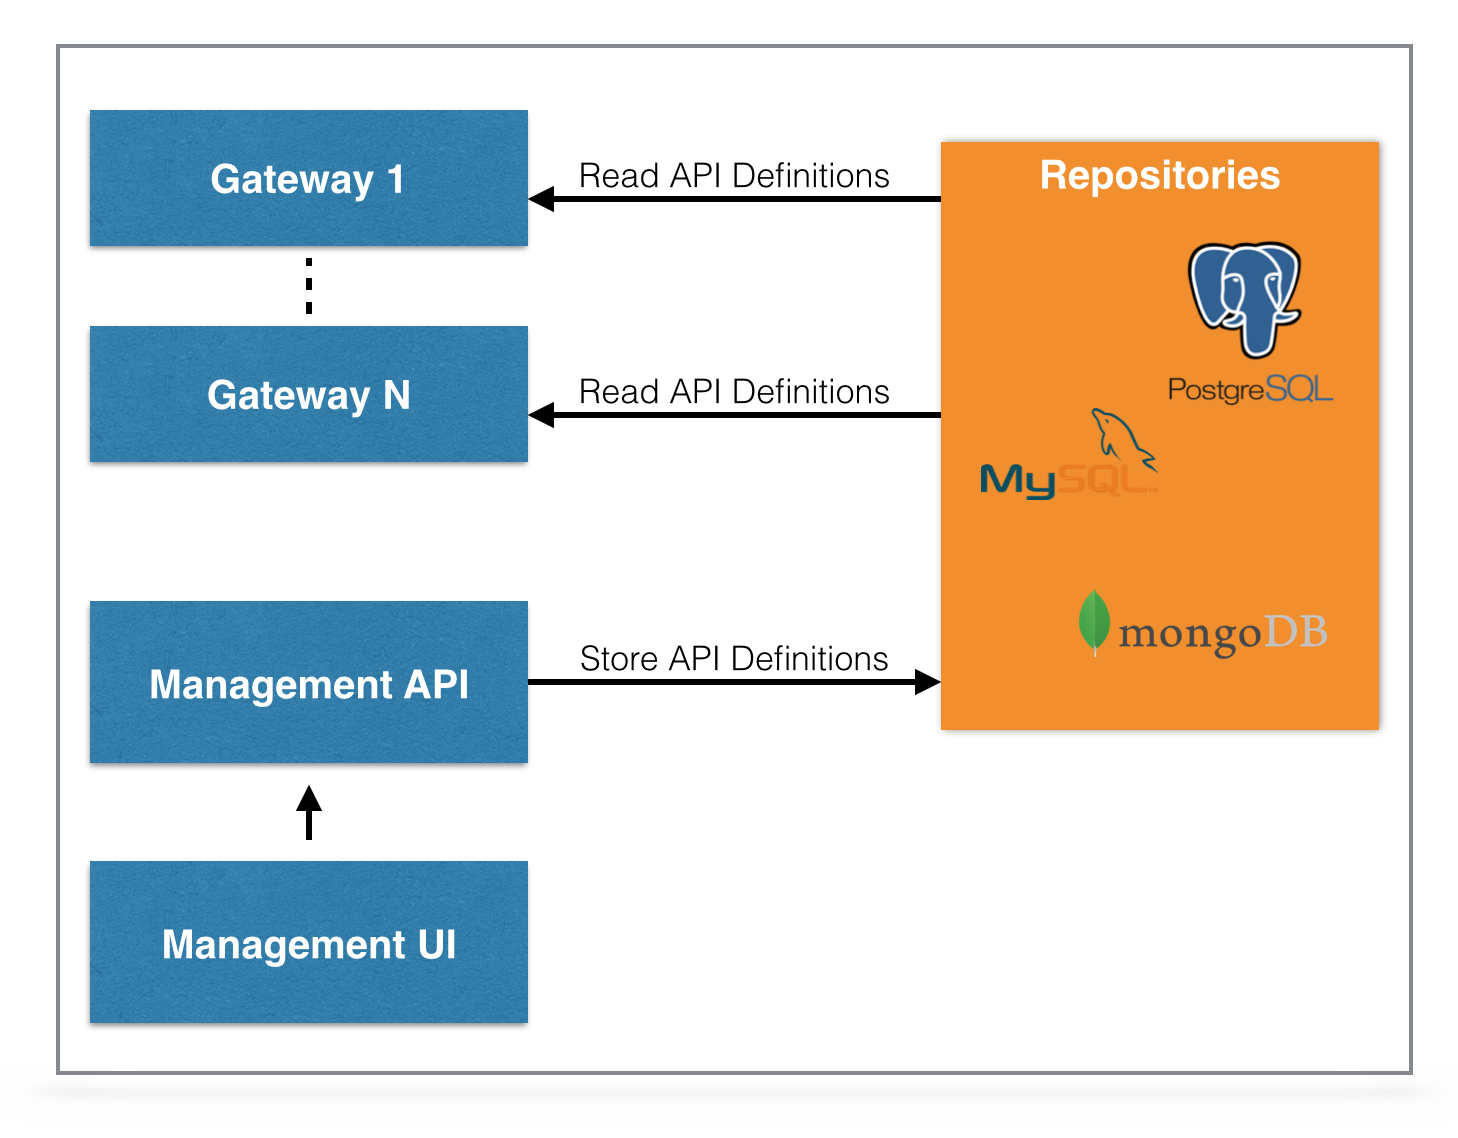 Gateway 1
Read API Definitions
Repositories
PostgreSQL
Gateway N
Read API Definitions
MySQL™
mongoDB
Management API
Store API Definitions
Management UI